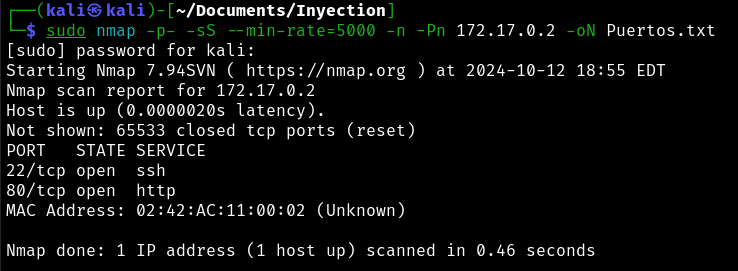 ┌──(kali㉿kali)-[~/Documents/Inyection]
└─$ sudo nmap -p- -sS --min-rate=5000 -n -Pn 172.17.0.2 -oN Puertos.txt
[sudo] password for kali:
Starting Nmap 7.94SVN ( https://nmap.org ) at 2024-10-12 18:55 EDT
Nmap scan report for 172.17.0.2
Host is up (0.0000020s latency).
Not shown: 65533 closed tcp ports (reset)
PORT   STATE SERVICE
22/tcp open  ssh
80/tcp open  http
MAC Address: 02:42:AC:11:00:02 (Unknown)
Nmap done: 1 IP address (1 host up) scanned in 0.46 seconds